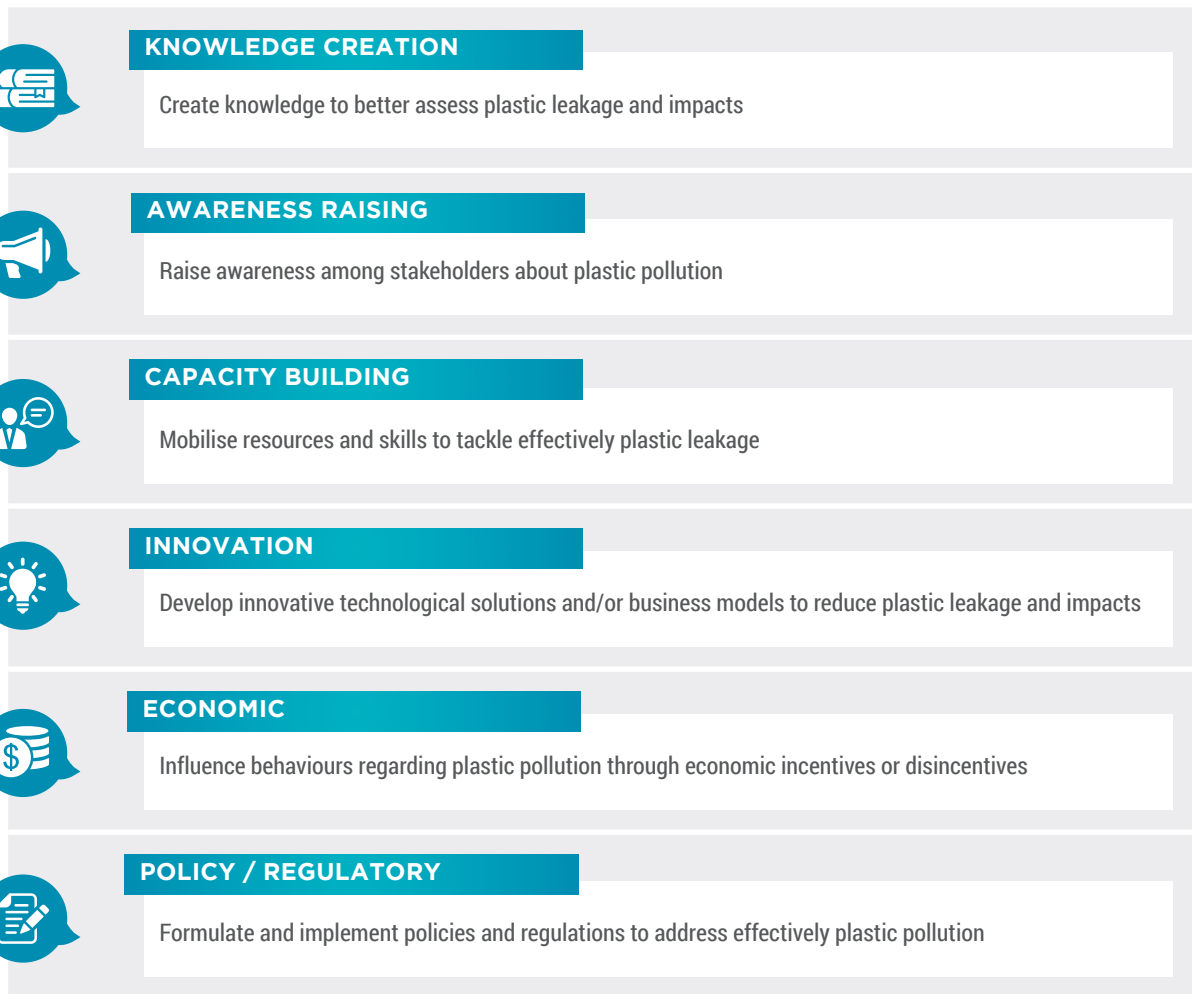 KNOWLEDGE CREATION
Create knowledge to better assess plastic leakage and impacts
AWARENESS RAISING
Raise awareness among stakeholders about plastic pollution
CAPACITY BUILDING
Mobilise resources and skills to tackle effectively plastic leakage
INNOVATION
Develop innovative technological solutions and/or business models to reduce plastic leakage and impacts
ECONOMIC
$
Influence behaviours regarding plastic pollution through economic incentives or disincentives
POLICY / REGULATORY
Formulate and implement policies and regulations to address effectively plastic pollution